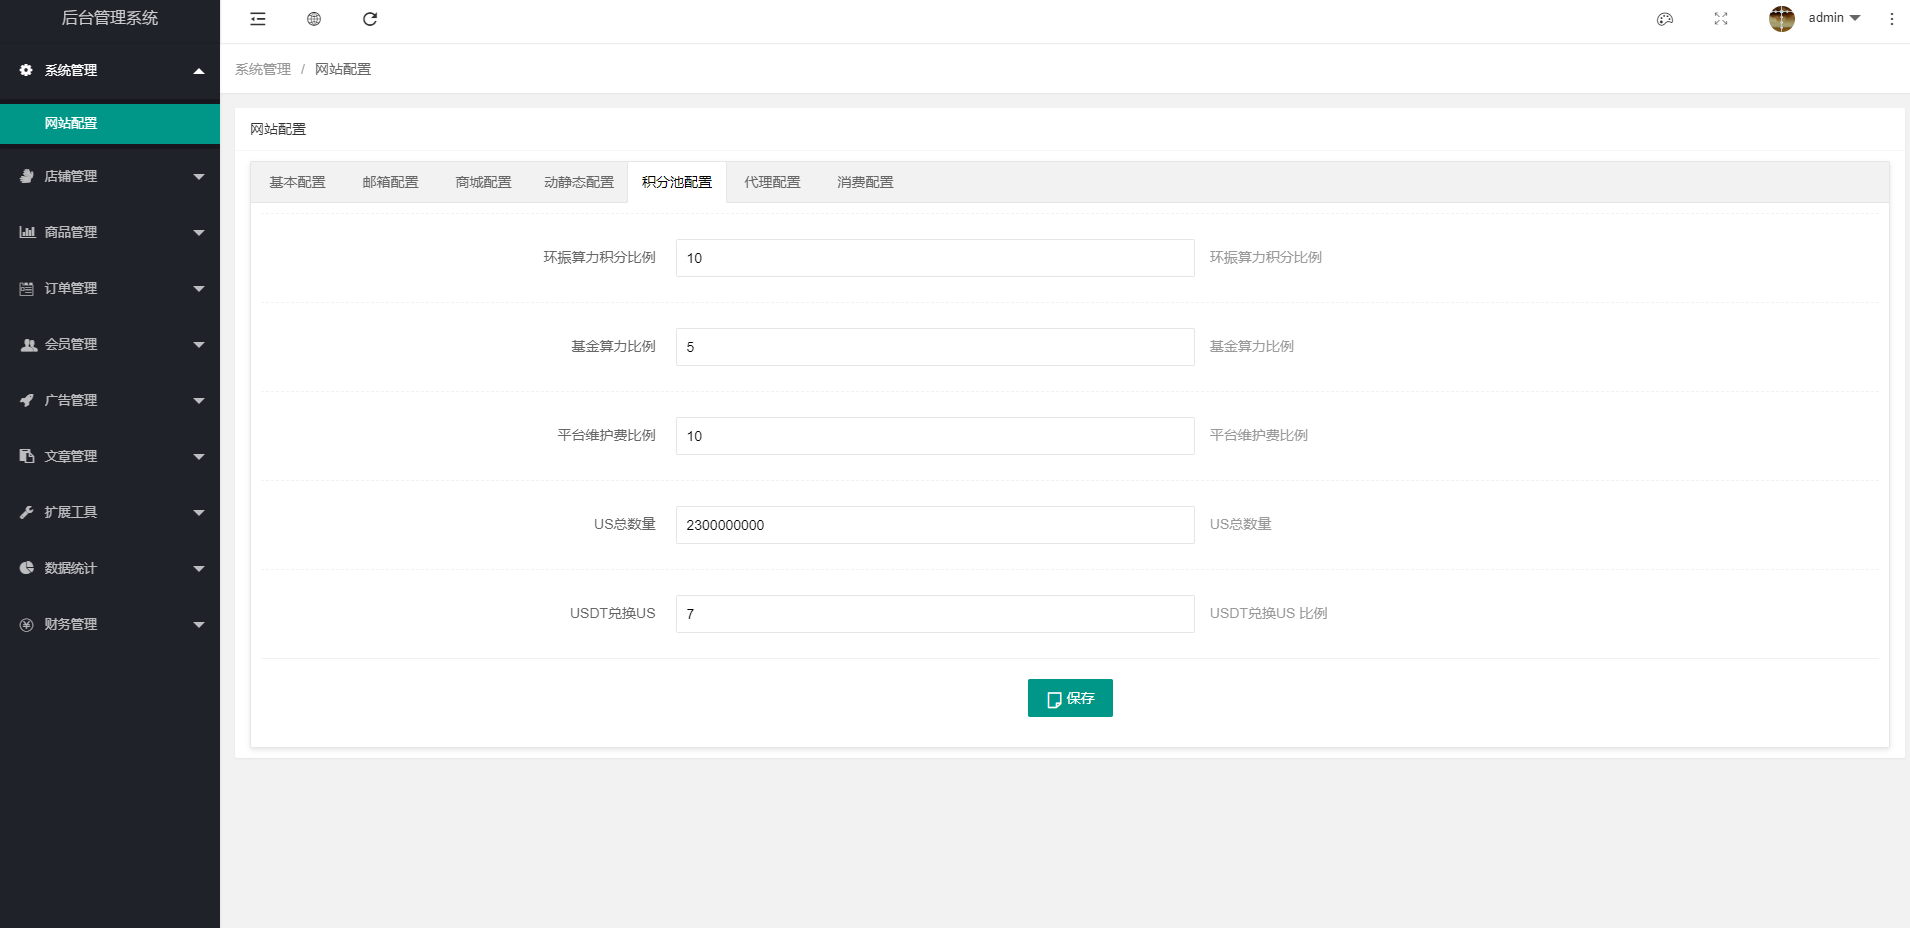 后台管理系统
admin
系统管理
网站配置
店铺管理
商品管理
订单管理
会员管理
广告管理
文章管理
扩展工具
数据统计
财务管理
系统管理 / 网站配置
网站配置
基本配置 邮箱配置 商城配置 动静态配置 积分池配置 代理配置 消费配置
环振算力积分比例 10 环振算力积分比例
基金算力比例 5 基金算力比例
平台维护费比例 10 平台维护费比例
US总数量 2300000000 US总数量
USDT兑换US 7 USDT兑换US 比例
保存